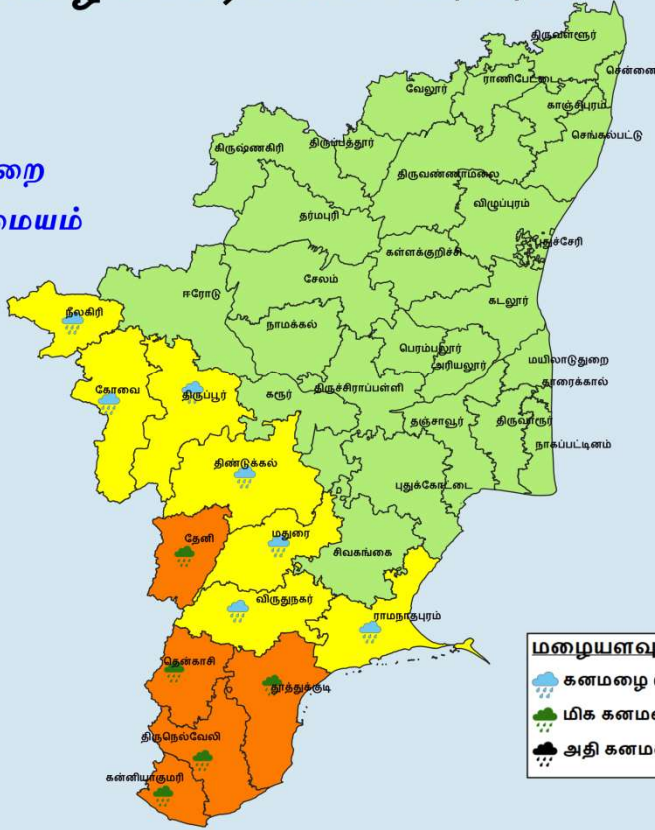 திருவள்ளூர்
சென்னை
ராணிபேட்டை
வேலூர்
காஞ்சிபுரம்
செங்கல்பட்டு
கிருஷ்ணகிரி
திருப்பத்தூர்
திருவண்ணாமலை
மையம்
விழுப்புரம்
தர்மபுரி
புதுச்சேரி
கள்ளக்குறிச்சி
சேலம்
ஈரோடு
கடலூர்
நீலகிரி
நாமக்கல்
பெரம்பலூர்
அரியலூர்
மயிலாடுதுறை
காரைக்கால்
கோவை
திருப்பூர்
கரூர்
திருச்சிராப்பள்ளி
தஞ்சாவூர்
திருவாரூர்
நாகப்பட்டினம்
திண்டுக்கல்
புதுக்கோட்டை
தேனி
மதுரை
சிவகங்கை
விருதுநகர்
ராமநாதபுரம்
மழையளவு
தென்காசி
கனமழை
தூத்துக்குடி
மிக
திருநெல்வேலி
அதி
கன்னியாகுமரி